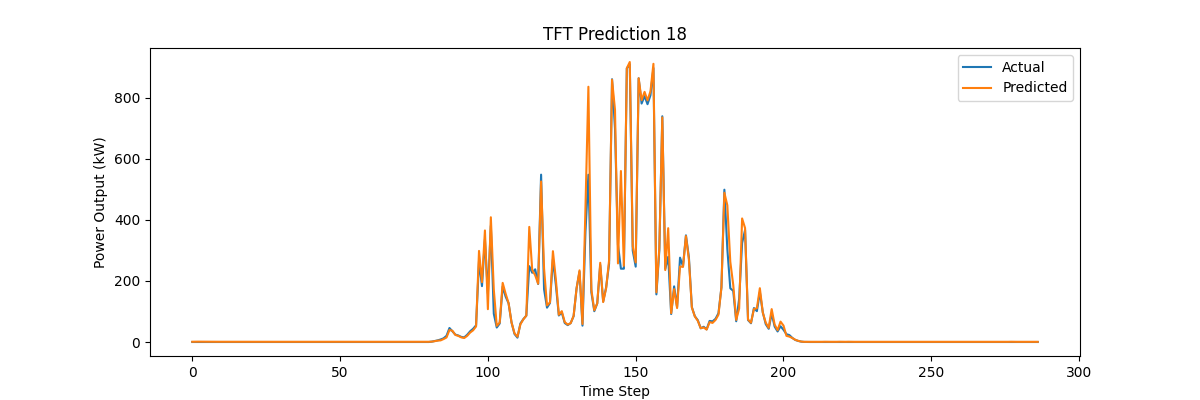 TFT Prediction 18
Actual
Predicted
Power Output (kW)
800
600
400
200
0
0 50 100 150 200 250 300
Time Step